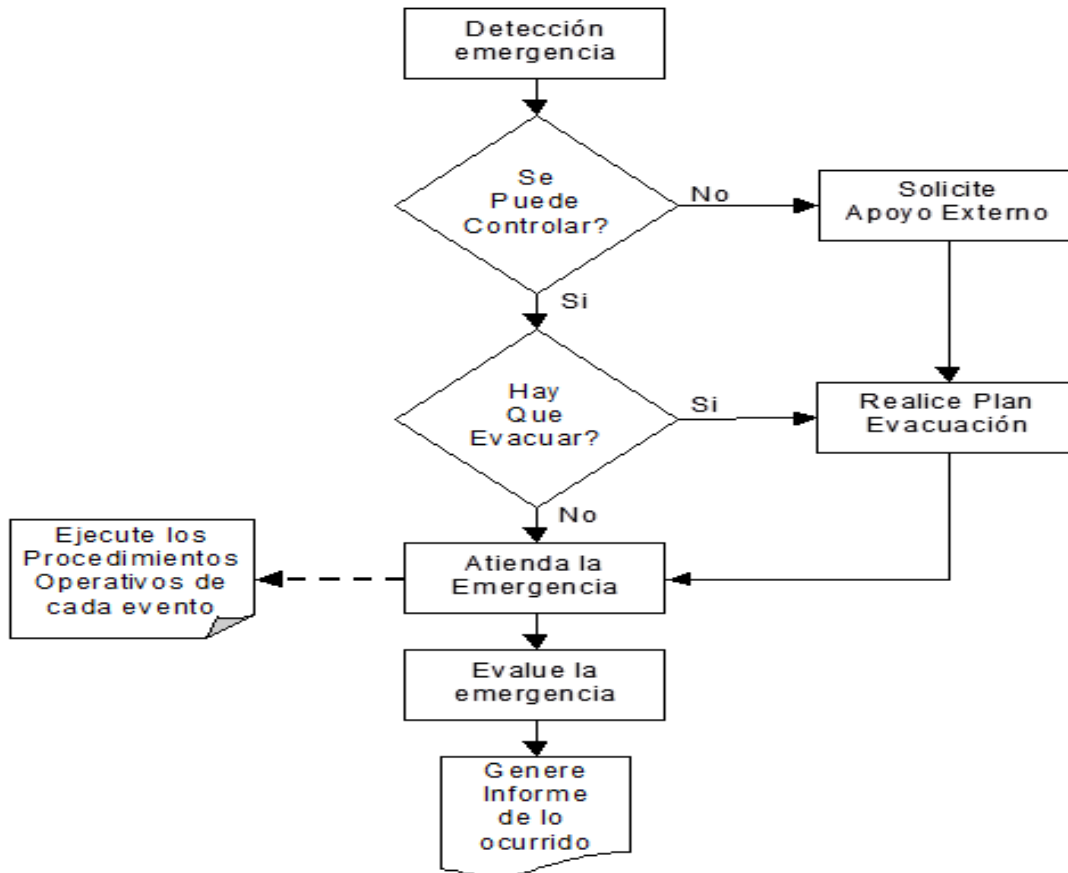 Detección
emergencia
Se
Puede
Controlar?
No
Solicite
Apoyo Externo
Si
Hay
Que
Evacuar?
Si
Realice Plan
Evacuación
No
Ejecute los
Procedimientos
Operativos de
cada evento
Atienda la
Emergencia
Evalue la
emergencia
Genere
Informe
de lo
ocurrido